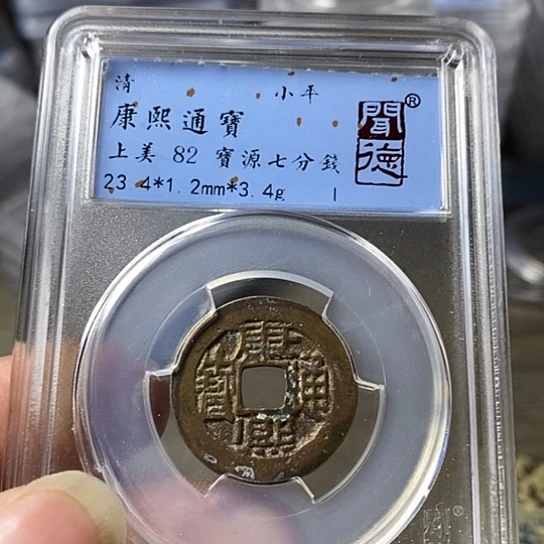 清 小平
康熙通寶
上美 82 寶源七分錢
23.4*1.2mm*3.4g
聞德®
康熙通寶